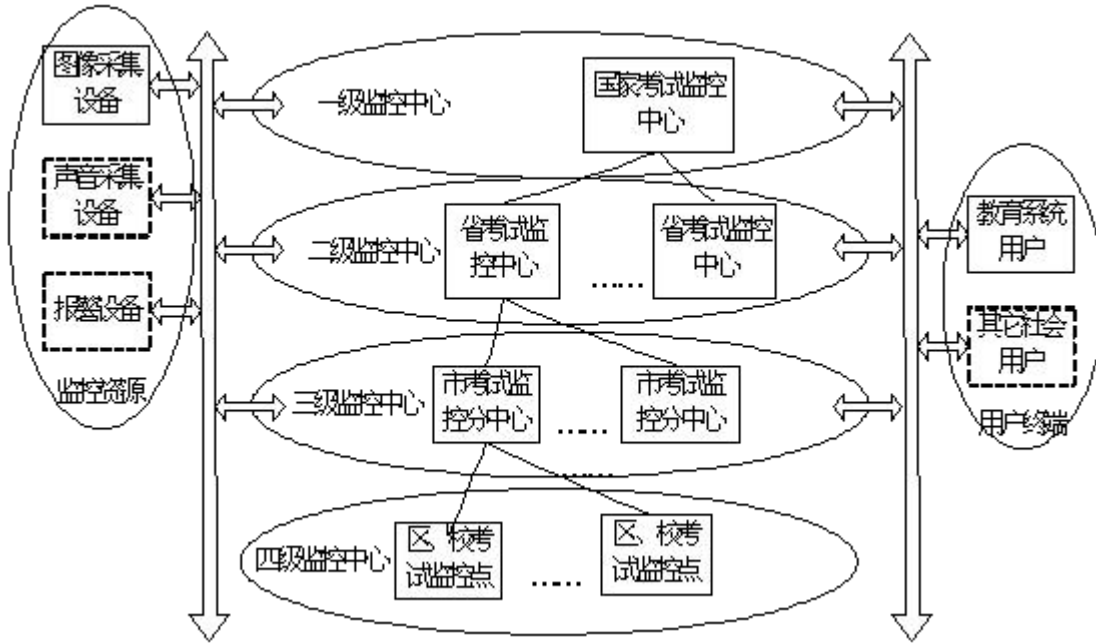 图像采集
设备
声音采集
设备
报警设备
监控资源
一级监控中心
国家考试监控
中心
二级监控中心
省考试监
控中心
……
省考试监控
中心
三级监控中心
市考试监
控分中心
……
市考试监
控分中心
……
四级监控中心
区、校考
试监控点
……
区、校考
试监控点
教育系统
用户
其它社会
用户
用户终端